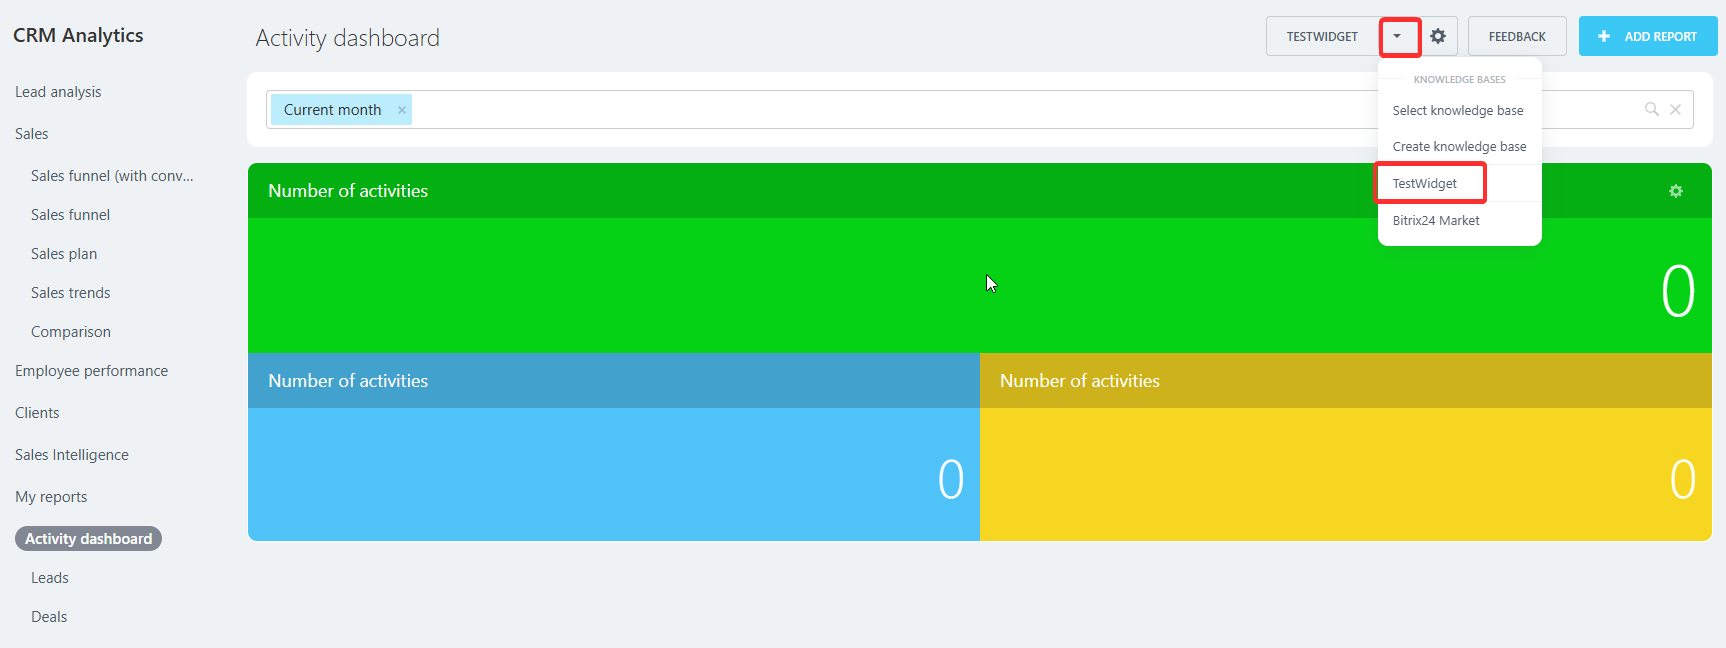 CRM Analytics
Activity dashboard
TESTWIDGET
FEEDBACK
+ ADD REPORT
Lead analysis
Sales
Sales funnel (with conv...
Sales funnel
Sales plan
Sales trends
Comparison
Employee performance
Clients
Sales Intelligence
My reports
Activity dashboard
Leads
Deals
Current month ×
KNOWLEDGE BASES
Select knowledge base
Create knowledge base
TestWidget
Bitrix24 Market
Number of activities
0
Number of activities
0
Number of activities
0